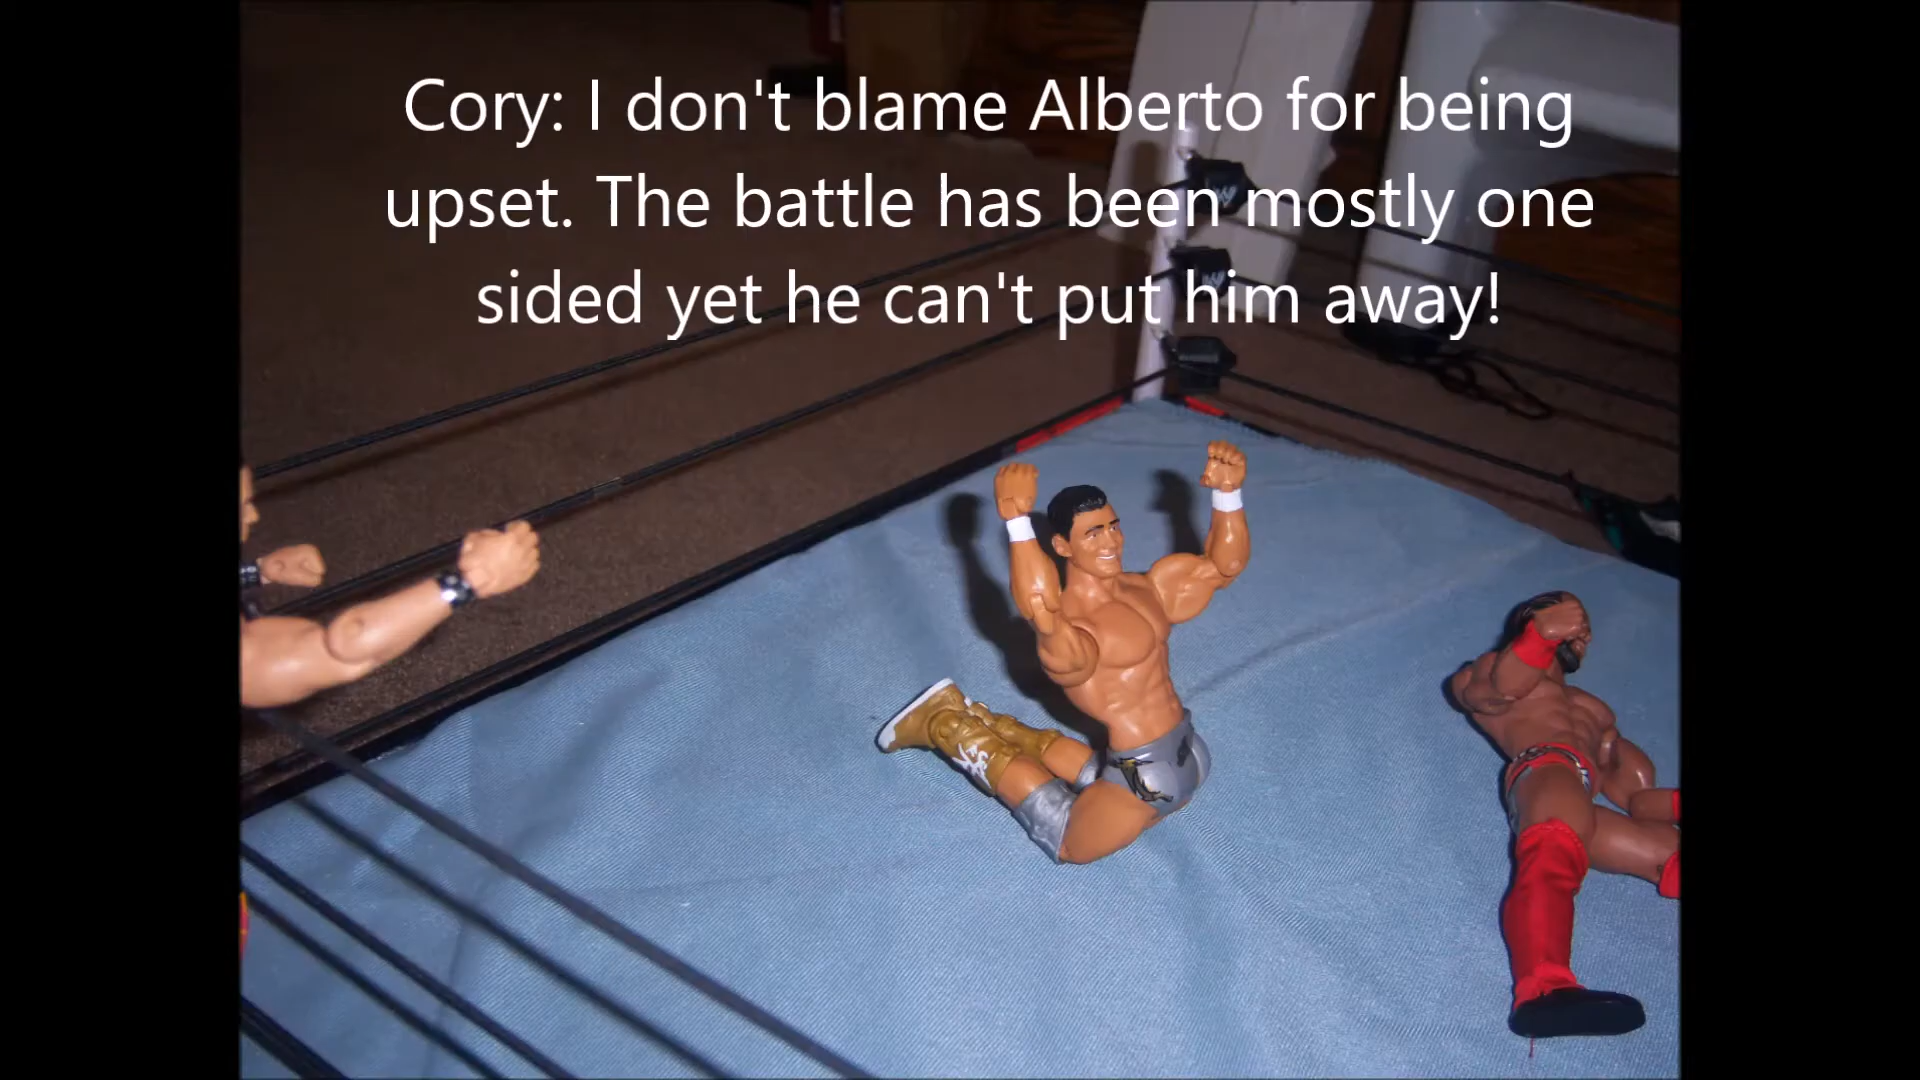 Cory: I don't blame Alberto for being
upset. The battle has been mostly one
sided yet he can't put him away!